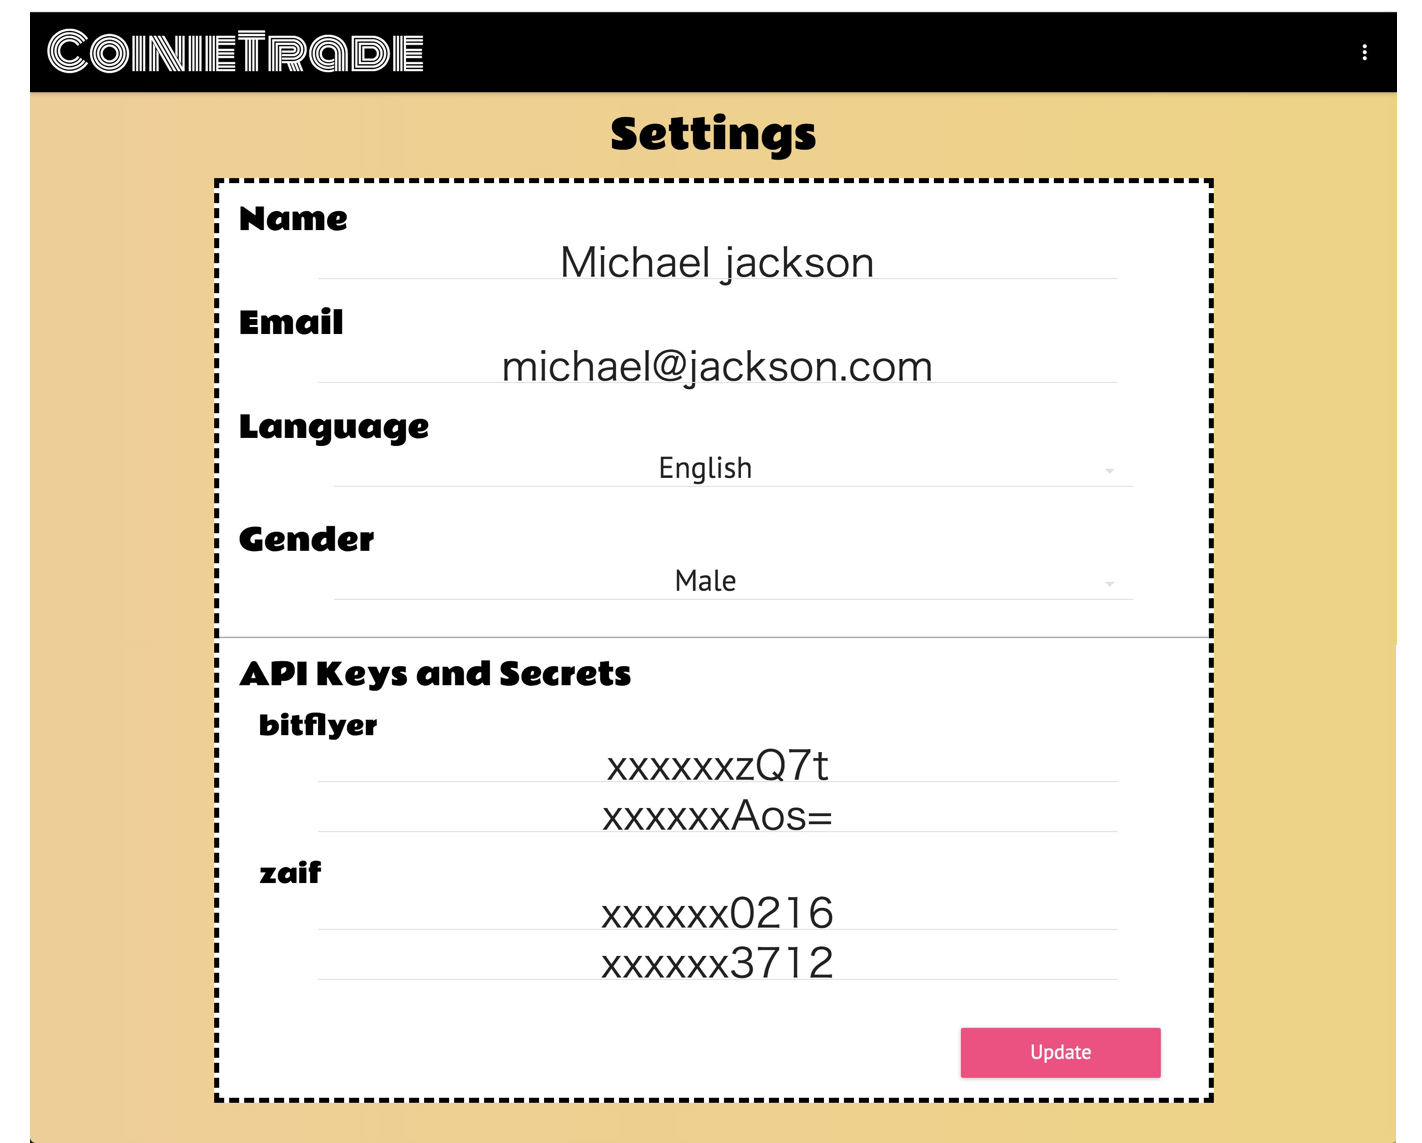 CoinieTrade
Settings
Name
Michael jackson
Email
michael@jackson.com
Language
English
Gender
Male
API Keys and Secrets
bitflyer
xxxxxxzQ7t
xxxxxxAos=
zaif
xxxxxx0216
xxxxxx3712
Update